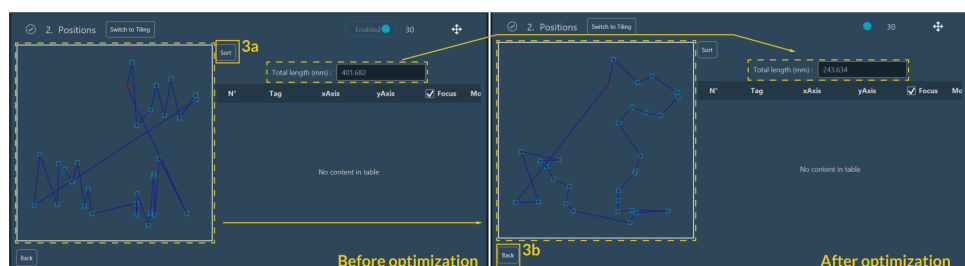 2. Positions Switch to Tiling Enabled 30
Sort 3a
Total length (mm) : 401.682
N° Tag xAxis yAxis Focus Mo
No content in table
Back
Before optimization
2. Positions Switch to Tiling 30
Sort
Total length (mm) : 243.634
N° Tag xAxis yAxis Focus Mo
No content in table
Back 3b
After optimization